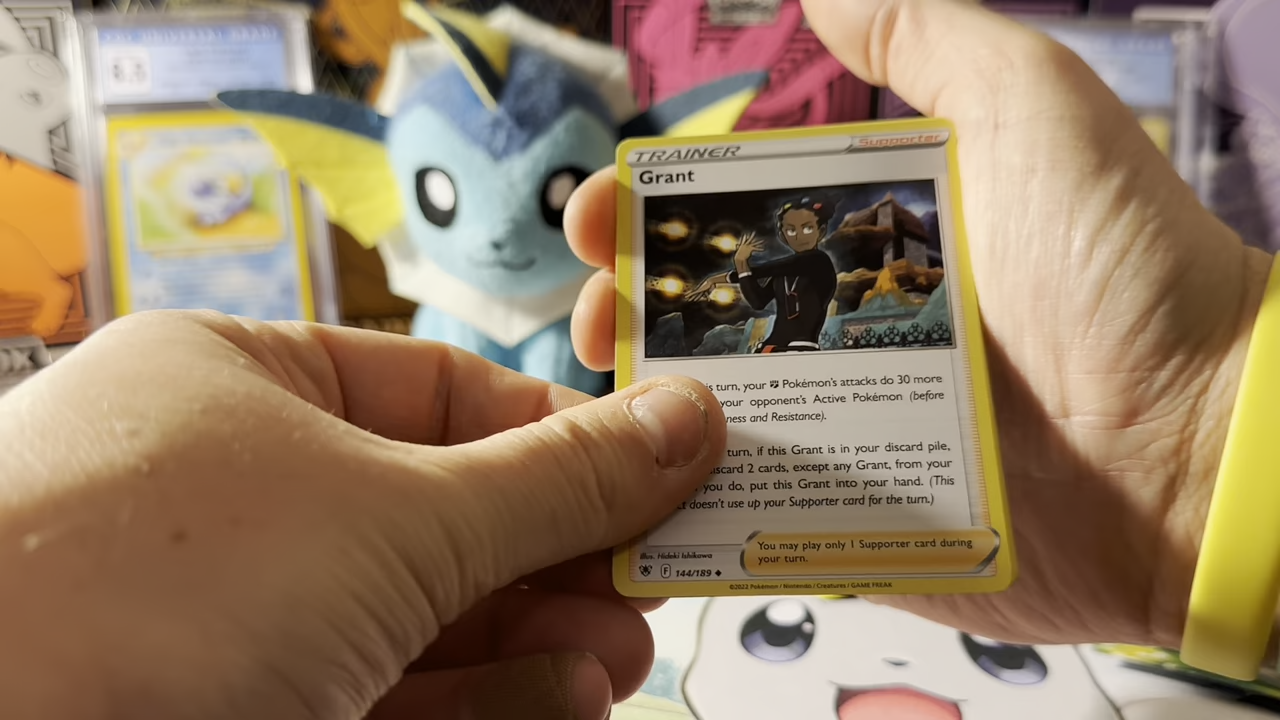 TRAINER Supporter
Grant
is turn, your Pokémon's attacks do 30 more
your opponent's Active Pokémon (before
ness and Resistance).
turn, if this Grant is in your discard pile,
iscard 2 cards, except any Grant, from your
you do, put this Grant into your hand. (This
t doesn't use up your Supporter card for the turn.)
You may play only 1 Supporter card during
your turn.
Illus. Hideki Ishikawa
F 144/189
©2022 Pokémon / Nintendo / Creatures / GAME FREAK